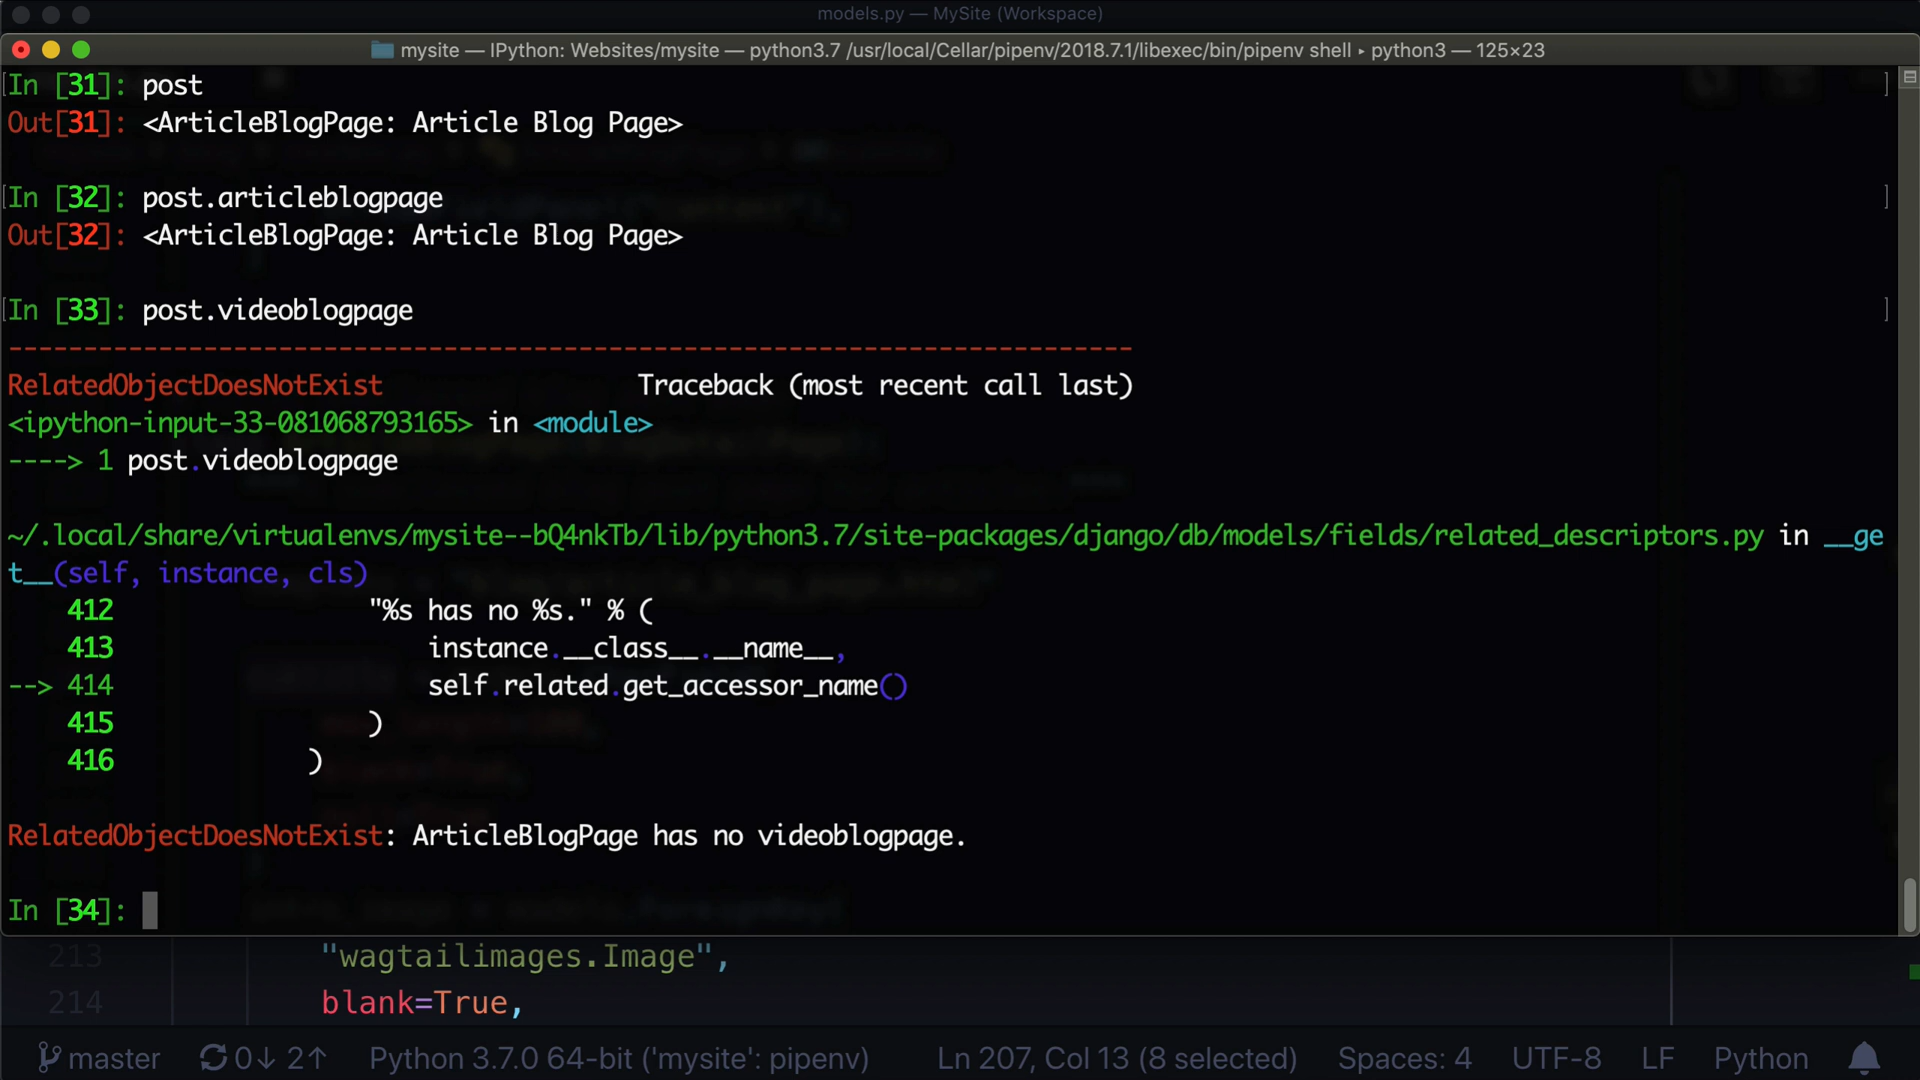 models.py — MySite (Workspace)
mysite — IPython: Websites/mysite — python3.7 /usr/local/Cellar/pipenv/2018.7.1/libexec/bin/pipenv shell ▸ python3 — 125×23
In [31]: post
Out[31]: <ArticleBlogPage: Article Blog Page>
In [32]: post.articleblogpage
Out[32]: <ArticleBlogPage: Article Blog Page>
In [33]: post.videoblogpage
---------------------------------------------------------------------------
RelatedObjectDoesNotExist                 Traceback (most recent call last)
<ipython-input-33-081068793165> in <module>
----> 1 post.videoblogpage
~/.local/share/virtualenvs/mysite--bQ4nkTb/lib/python3.7/site-packages/django/db/models/fields/related_descriptors.py in __ge
t__(self, instance, cls)
    412                 "%s has no %s." % (
    413                     instance.__class__.__name__,
--> 414                     self.related.get_accessor_name()
    415                 )
    416             )
RelatedObjectDoesNotExist: ArticleBlogPage has no videoblogpage.
In [34]:
213 "wagtailimages.Image",
214 blank=True,
master 0↓ 2↑ Python 3.7.0 64-bit ('mysite': pipenv) Ln 207, Col 13 (8 selected) Spaces: 4 UTF-8 LF Python